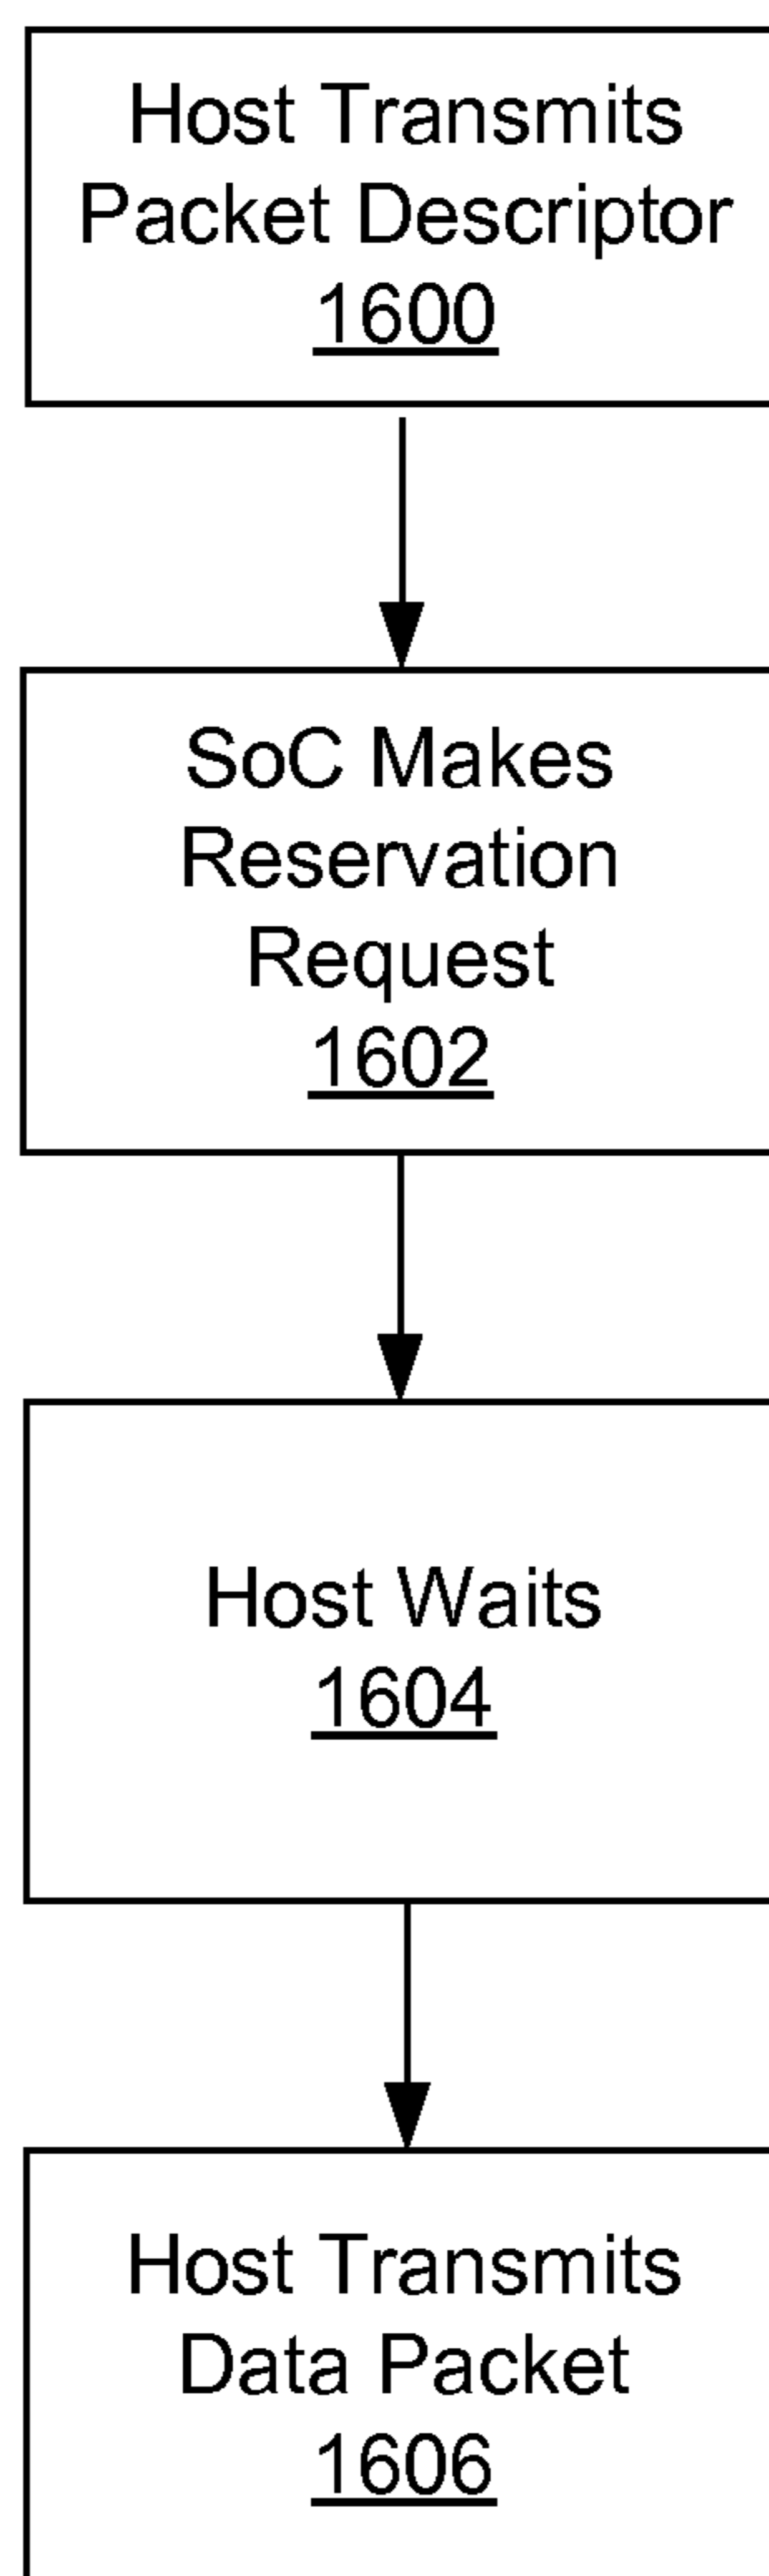 Host Transmits
Packet Descriptor
1600
SoC Makes
Reservation
Request
1602
Host Waits
1604
Host Transmits
Data Packet
1606